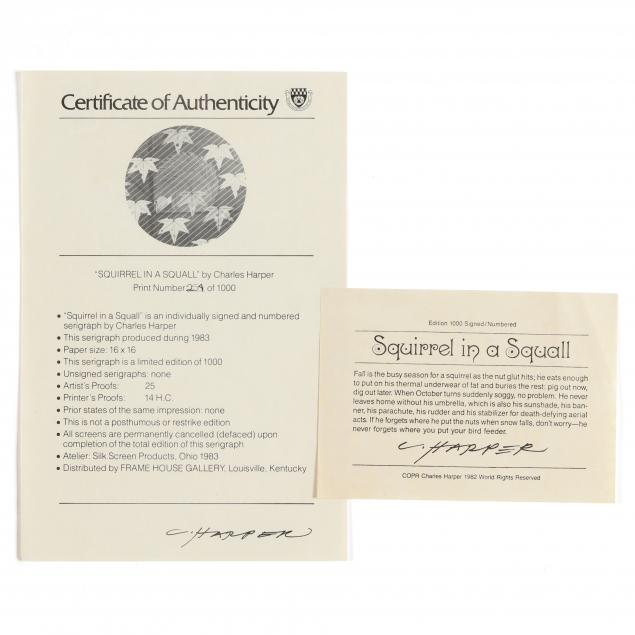 Certificate of Authenticity
"SQUIRREL IN A SQUALL" by Charles Harper
Print Number 259 of 1000
• "Squirrel in a Squall" is an individually signed and numbered
serigraph by Charles Harper
• This serigraph produced during 1983
• Paper size: 16 x 16
• This serigraph is a limited edition of 1000
• Unsigned serigraphs: none
• Artist's Proofs: 25
• Printer's Proofs: 14 H.C.
• Prior states of the same impression: none
• This is not a posthumous or restrike edition
• All screens are permanently cancelled (defaced) upon
completion of the total edition of this serigraph
• Atelier: Silk Screen Products, Ohio 1983
• Distributed by FRAME HOUSE GALLERY, Louisville, Kentucky
C. HARPER
Edition 1000 Signed/Numbered
Squirrel in a Squall
Fall is the busy season for a squirrel as the nut glut hits; he eats enough
to put on his thermal underwear of fat and buries the rest: pig out now,
dig out later. When October turns suddenly soggy, no problem. He never
leaves home without his umbrella, which is also his sunshade, his ban-
ner, his parachute, his rudder and his stabilizer for death-defying aerial
acts. If he forgets where he put the nuts when snow falls, don't worry—he
never forgets where you put your bird feeder.
C. HARPER
COPR Charles Harper 1982 World Rights Reserved